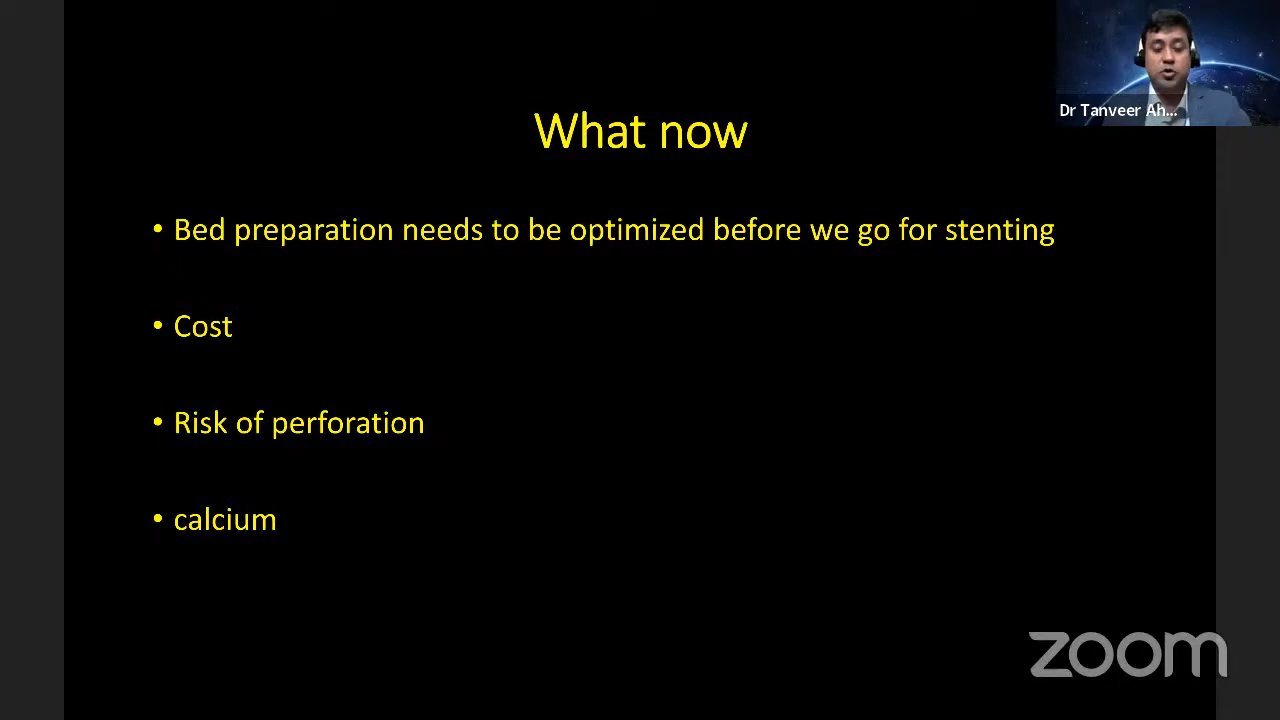 Dr Tanveer Ah...
What now
• Bed preparation needs to be optimized before we go for stenting
• Cost
• Risk of perforation
• calcium
zoom